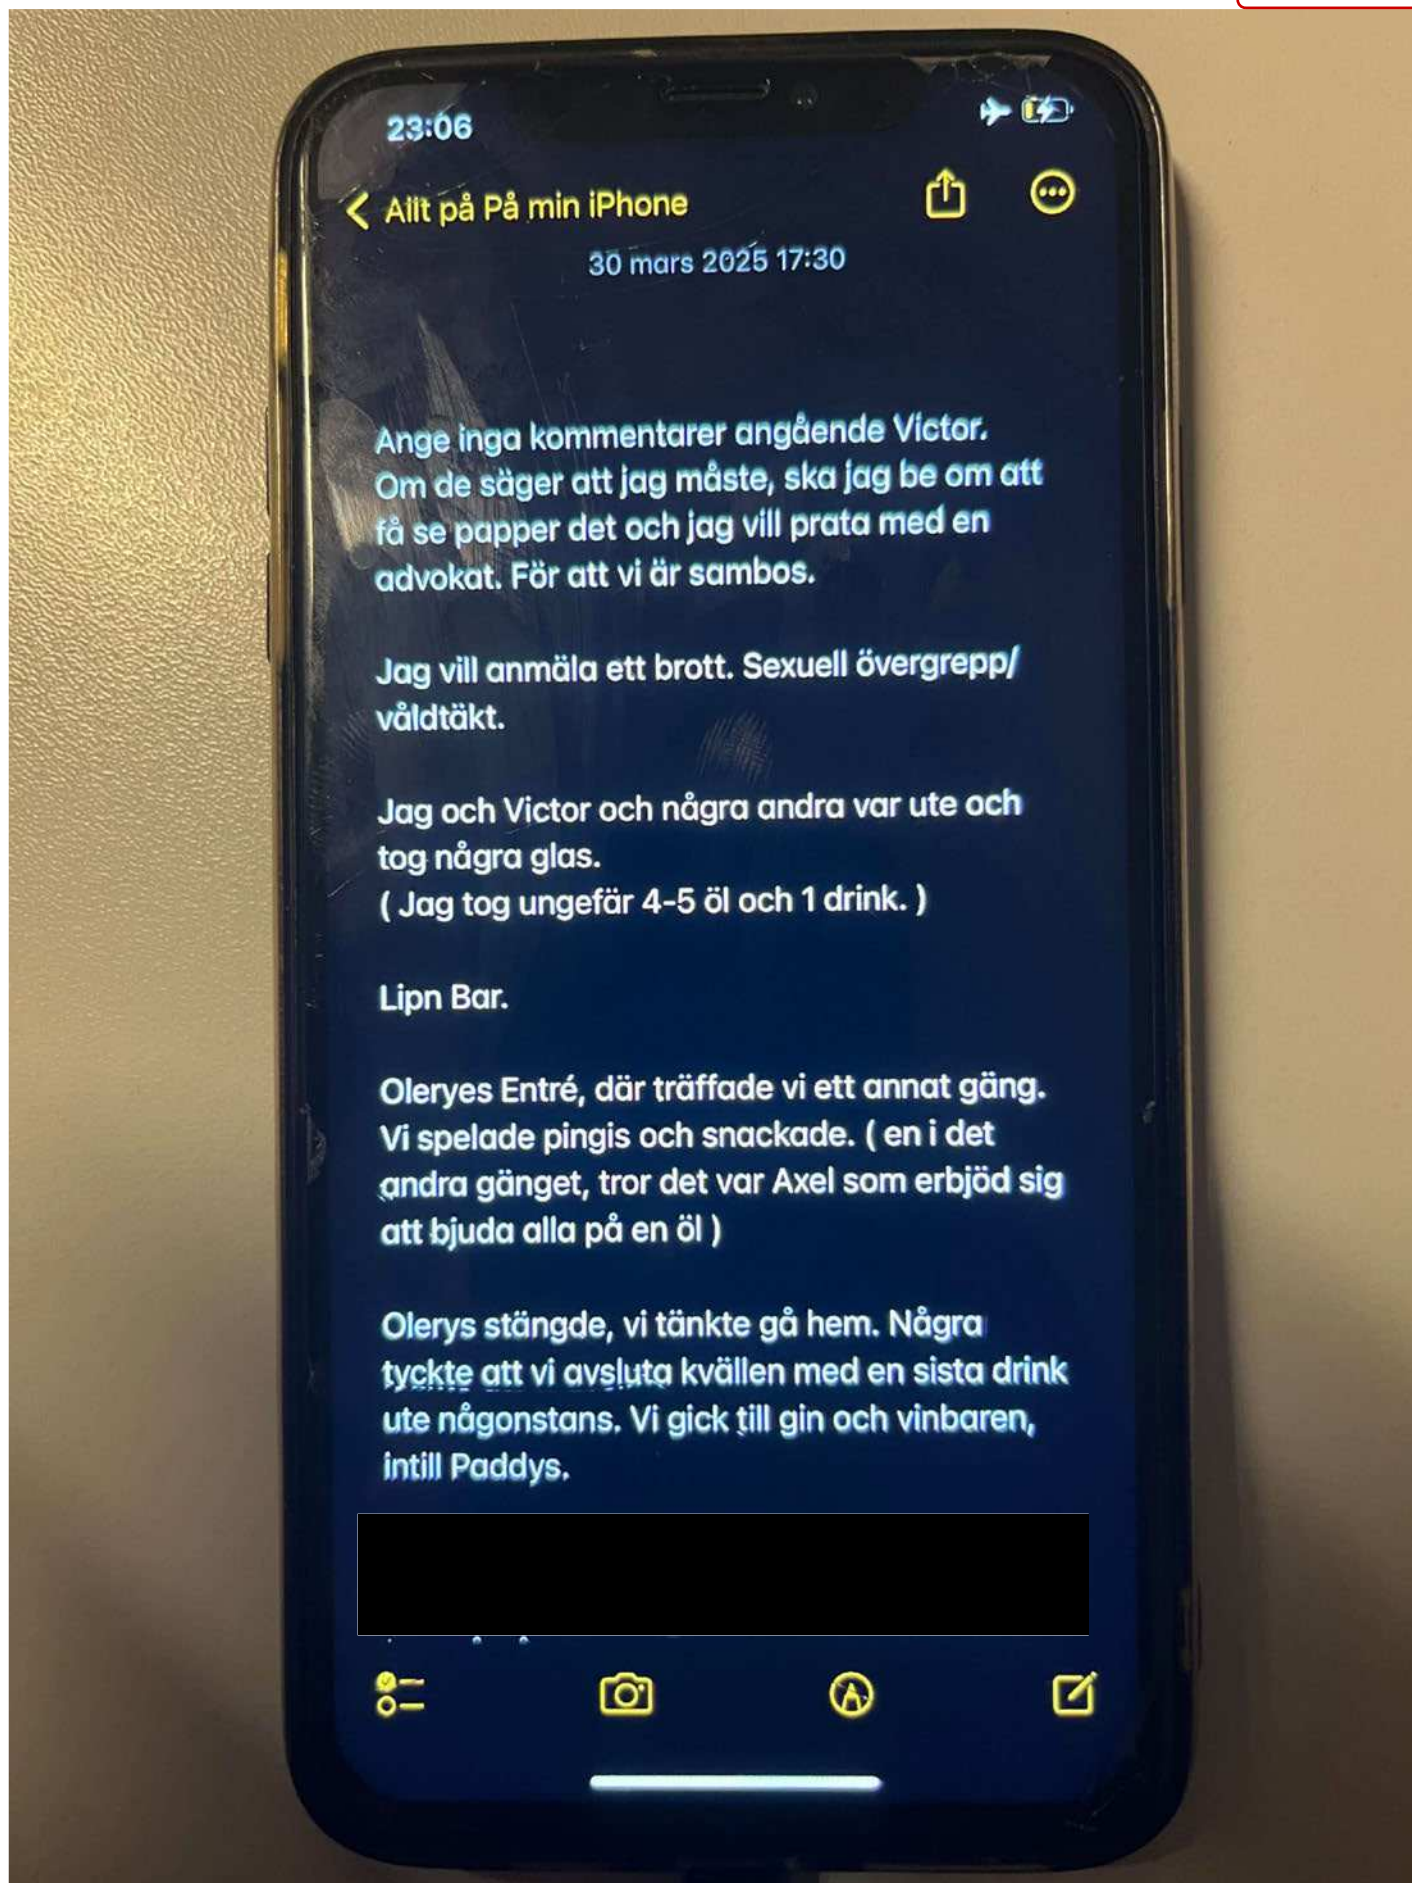 23:06
Allt på På min iPhone
30 mars 2025 17:30
Ange inga kommentarer angående Victor.
Om de säger att jag måste, ska jag be om att
få se papper det och jag vill prata med en
advokat. För att vi är sambos.
Jag vill anmäla ett brott. Sexuell övergrepp/
våldtäkt.
Jag och Victor och några andra var ute och
tog några glas.
( Jag tog ungefär 4-5 öl och 1 drink. )
Lipn Bar.
Oleryes Entré, där träffade vi ett annat gäng.
Vi spelade pingis och snackade. ( en i det
andra gänget, tror det var Axel som erbjöd sig
att bjuda alla på en öl )
Olerys stängde, vi tänkte gå hem. Några
tyckte att vi avsluta kvällen med en sista drink
ute någonstans. Vi gick till gin och vinbaren,
intill Paddys.